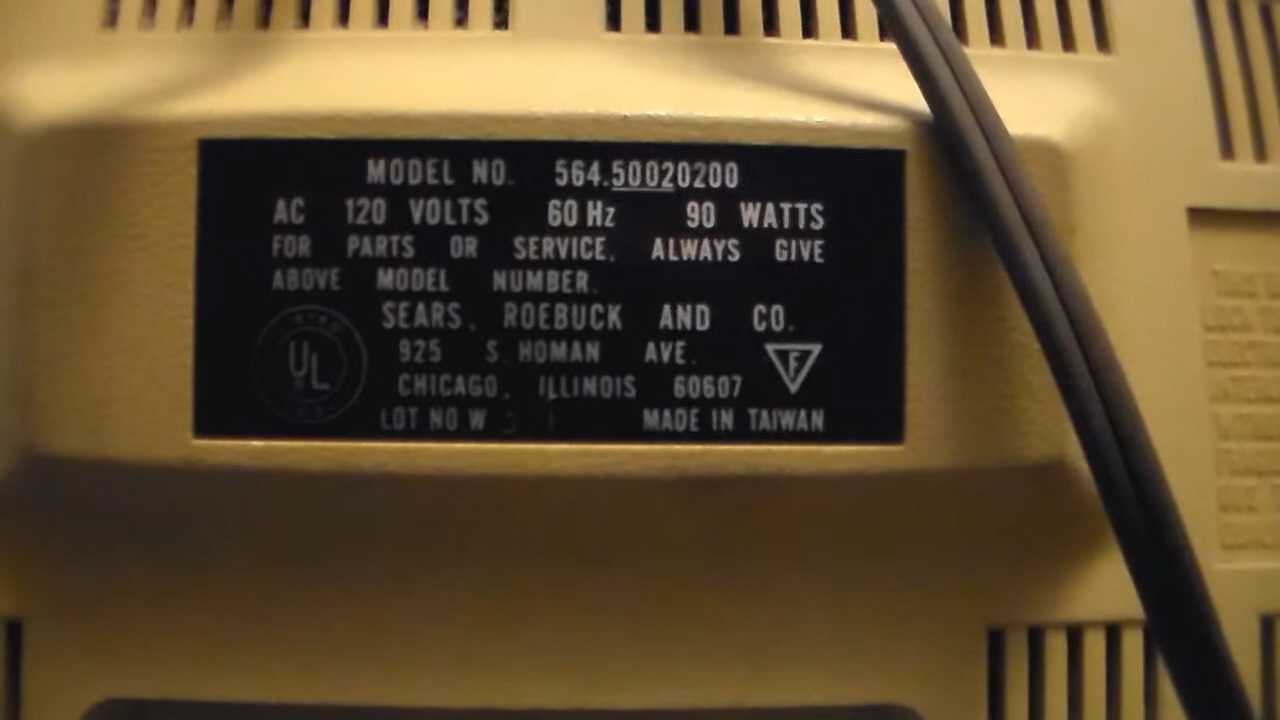 MODEL NO. 564.50020200
AC 120 VOLTS 60 Hz 90 WATTS
FOR PARTS OR SERVICE, ALWAYS GIVE
ABOVE MODEL NUMBER.
SEARS, ROEBUCK AND CO.
925 S. HOMAN AVE.
CHICAGO, ILLINOIS 60607
LOT NO W
MADE IN TAIWAN
UL
F